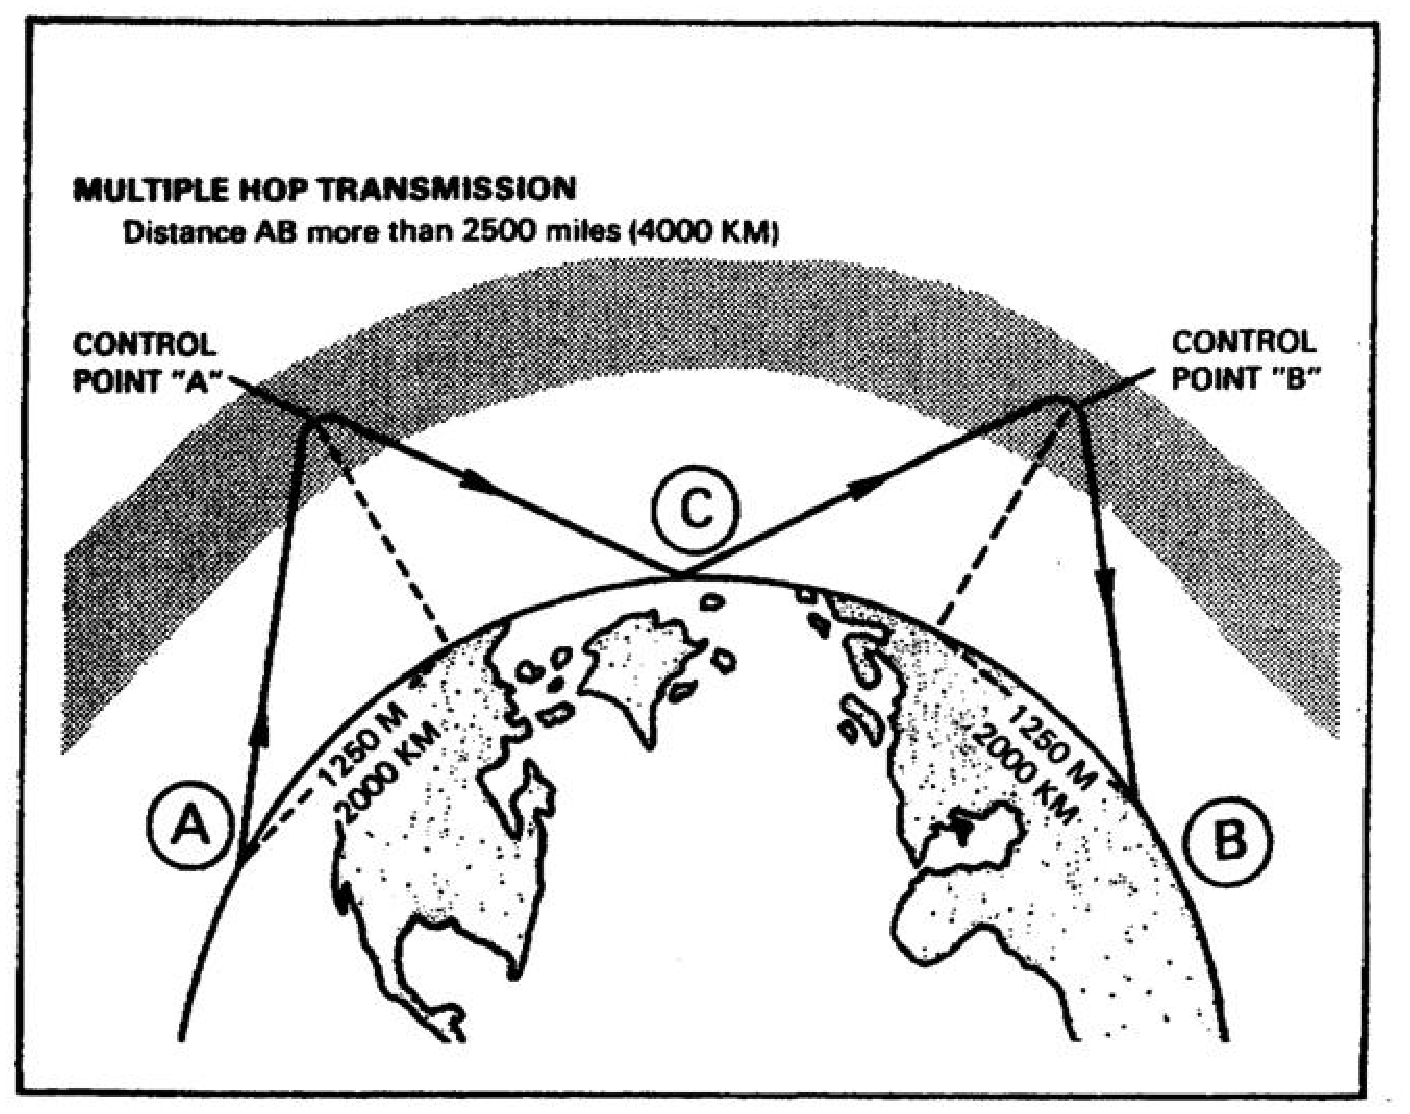 MULTIPLE HOP TRANSMISSION
Distance AB more than 2500 miles (4000 KM)
CONTROL
POINT "A"
CONTROL
POINT "B"
C
1250 M
2000 KM
1250 M
2000 KM
A
B